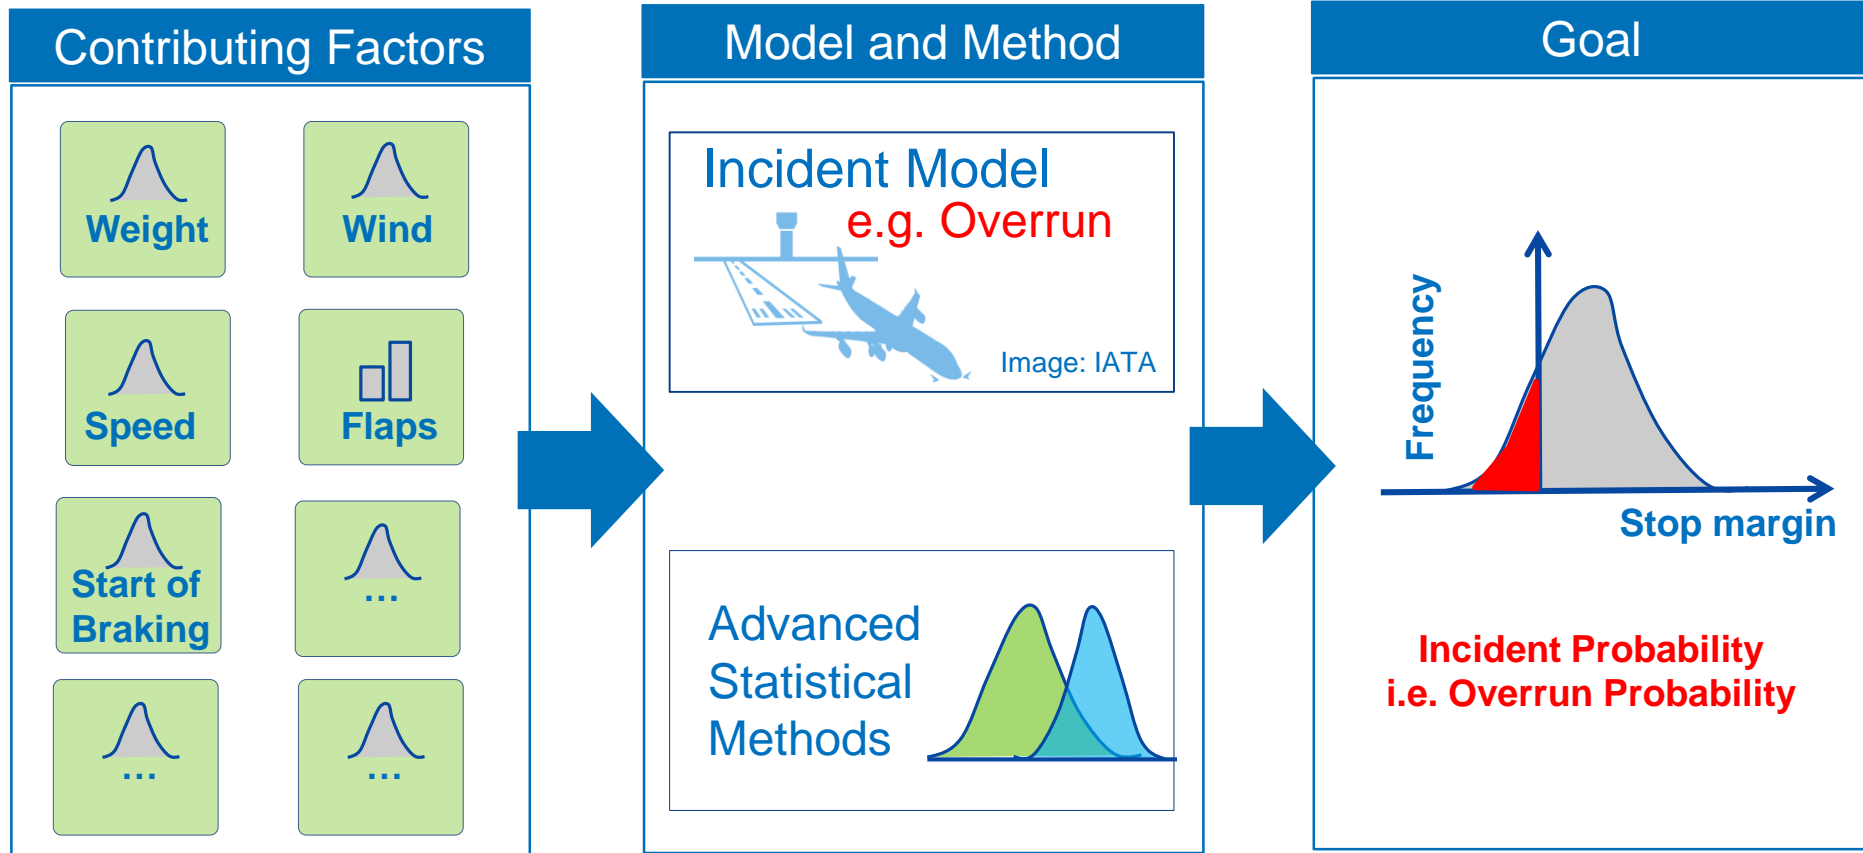 Contributing Factors
Weight
Wind
Speed
Flaps
Start of
Braking
...
...
...
Model and Method
Incident Model
e.g. Overrun
Image: IATA
Advanced
Statistical
Methods
Goal
Frequency
Stop margin
Incident Probability
i.e. Overrun Probability